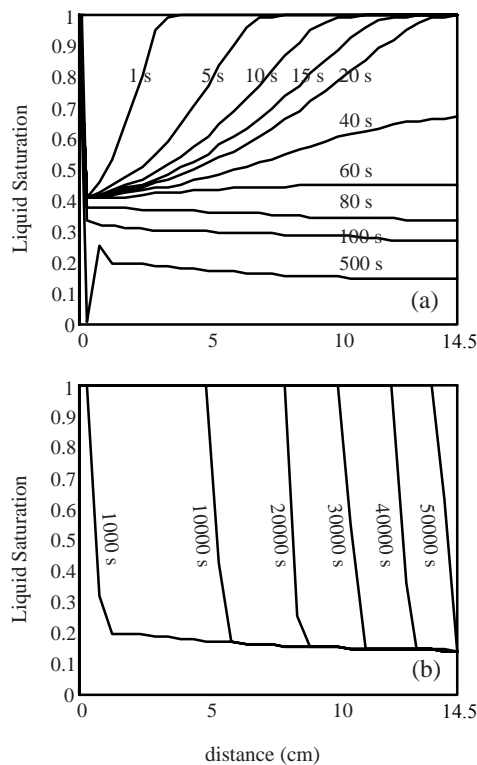 1
0.9
0.8
0.7
0.6
0.5
0.4
0.3
0.2
0.1
0
Liquid Saturation
1 s
5 s
10 s
15 s
20 s
40 s
60 s
80 s
100 s
500 s
(a)
0
5
10
14.5
1
0.9
0.8
0.7
0.6
0.5
0.4
0.3
0.2
0.1
0
Liquid Saturation
1000 s
10000 s
20000 s
30000 s
40000 s
50000 s
(b)
0
5
10
14.5
distance (cm)